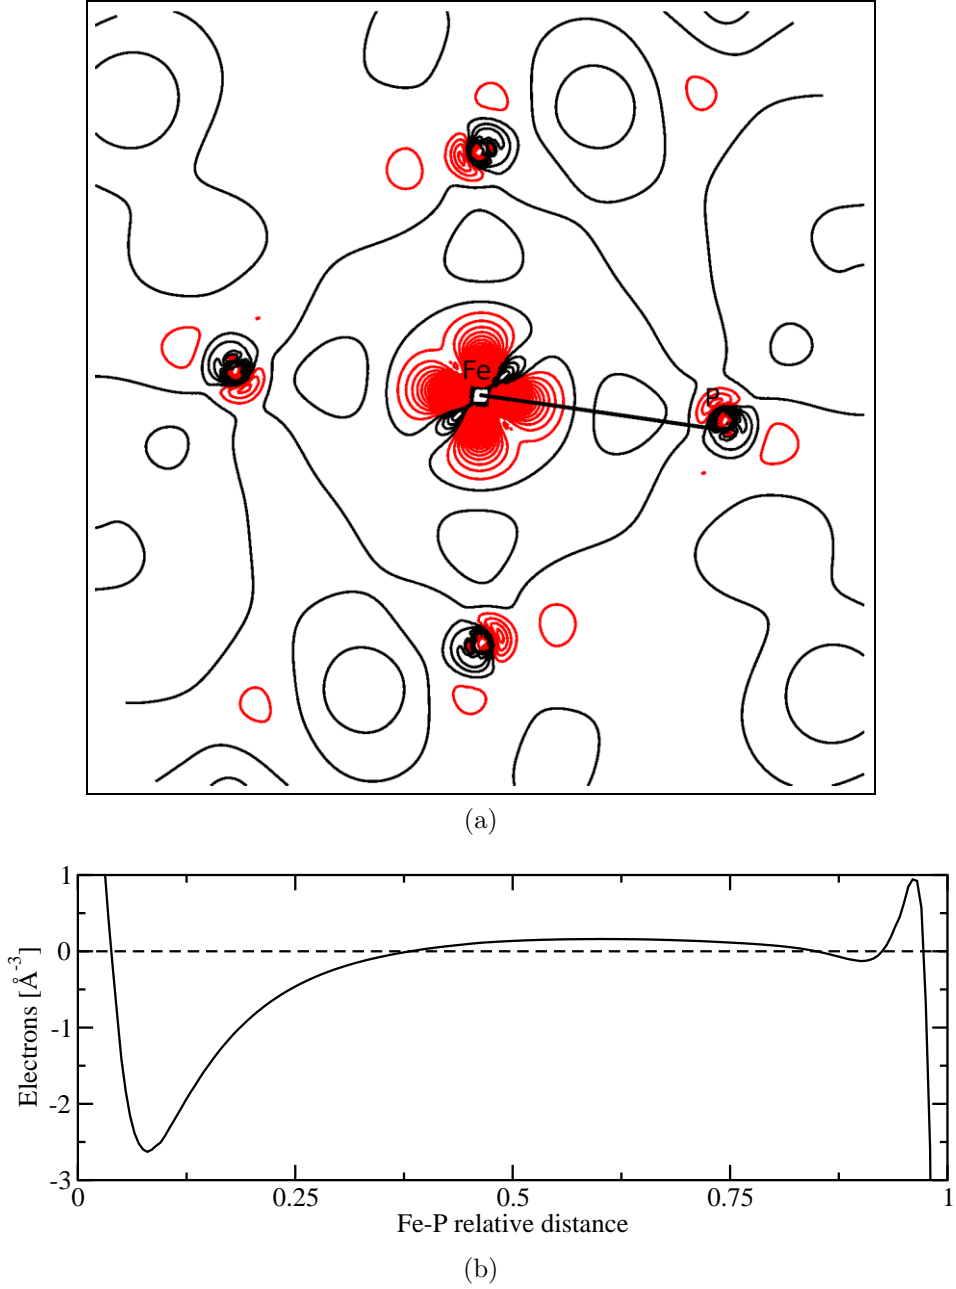 Fe
P
(a)
1
0
-1
-2
-3
Electrons [Å⁻³]
0 0.25 0.5 0.75 1
Fe-P relative distance
(b)